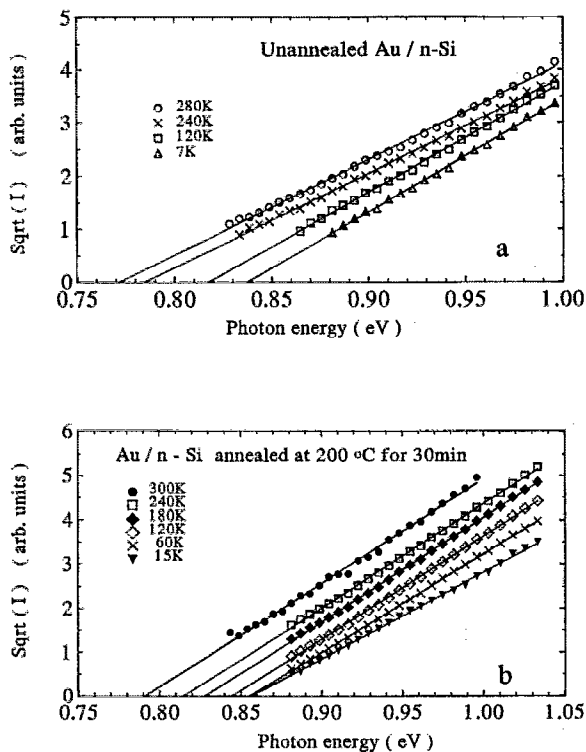 Unannealed Au / n-Si
280K
240K
120K
7K
5
4
3
2
1
0
Sqrt ( I ) ( arb. units )
a
0.75 0.80 0.85 0.90 0.95 1.00
Photon energy ( eV )
Au / n - Si annealed at 200 oC for 30min
300K
240K
180K
120K
60K
15K
6
5
4
3
2
1
0
Sqrt ( I ) ( arb. units )
b
0.75 0.80 0.85 0.90 0.95 1.00 1.05
Photon energy ( eV )